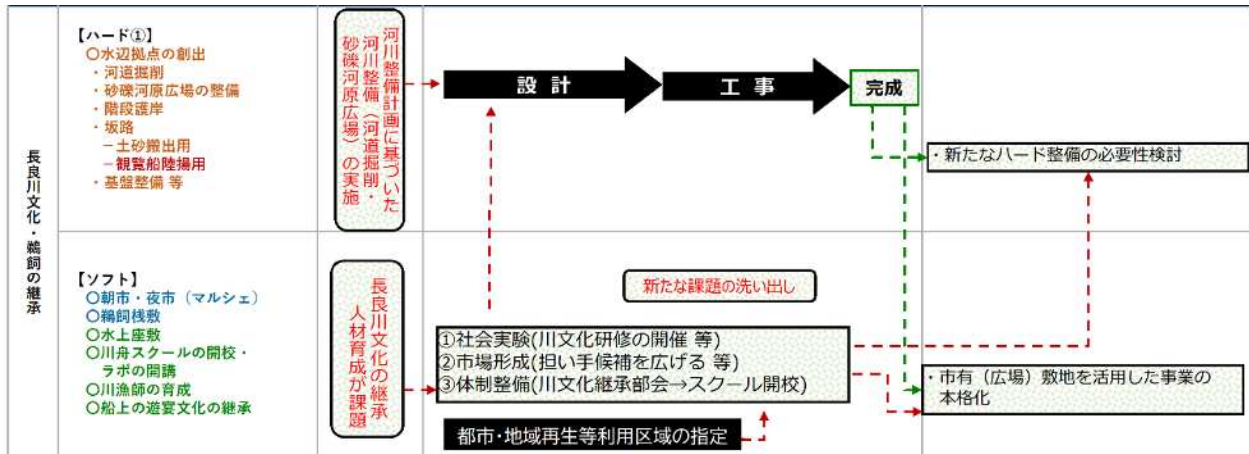 長良川文化・鵜飼の継承
【ハード①】
〇水辺拠点の創出
・河道掘削
・砂礫河原広場の整備
・階段護岸
・坂路
－土砂搬出用
－観覧船陸揚用
・基盤整備 等
河川整備計画に基づいた
河川整備（河道掘削・
砂礫河原広場）の実施
設 計
工 事
完成
・新たなハード整備の必要性検討
【ソフト】
〇朝市・夜市（マルシェ）
〇鵜飼桟敷
〇水上座敷
〇川舟スクールの開校・
ラボの開講
〇川漁師の育成
〇船上の遊宴文化の継承
長良川文化の継承
人材育成が課題
新たな課題の洗い出し
①社会実験(川文化研修の開催 等)
②市場形成(担い手候補を広げる 等)
③体制整備(川文化継承部会→スクール開校)
都市・地域再生等利用区域の指定
・市有（広場）敷地を活用した事業の
本格化